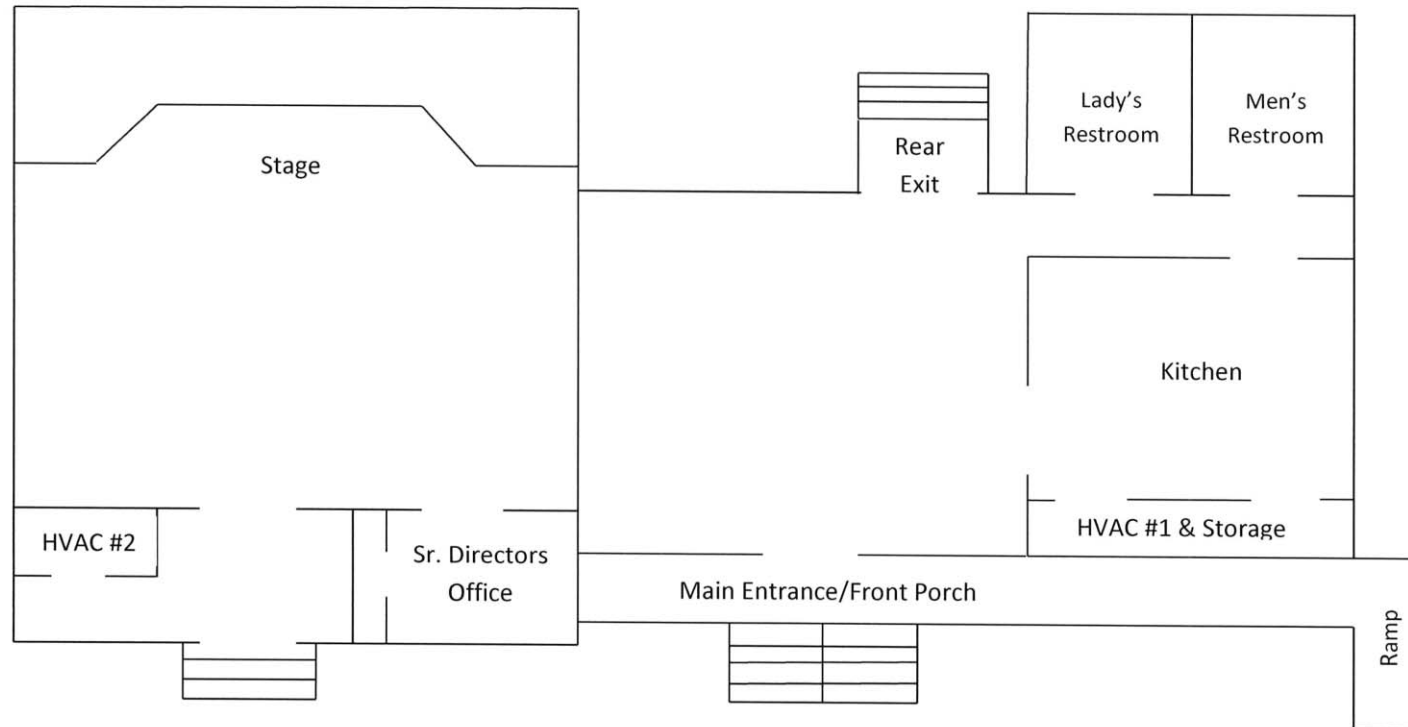 Lady's
Restroom
Men's
Restroom
Rear
Exit
Stage
Kitchen
HVAC #2
Sr. Directors
Office
HVAC #1 & Storage
Main Entrance/Front Porch
Ramp